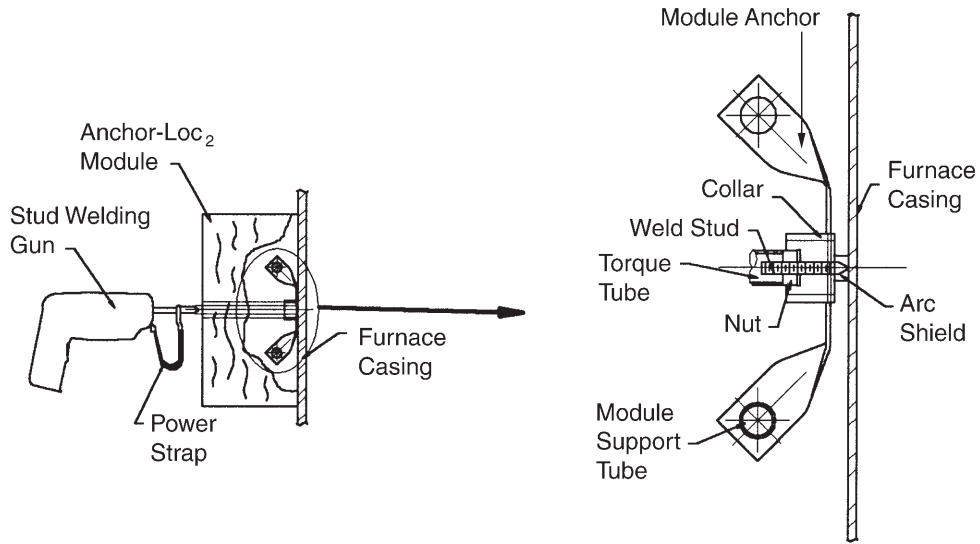 Anchor-Loc₂
Module
Stud Welding
Gun
Power
Strap
Furnace
Casing
Module Anchor
Furnace
Casing
Collar
Weld Stud
Torque
Tube
Nut
Arc
Shield
Module
Support
Tube